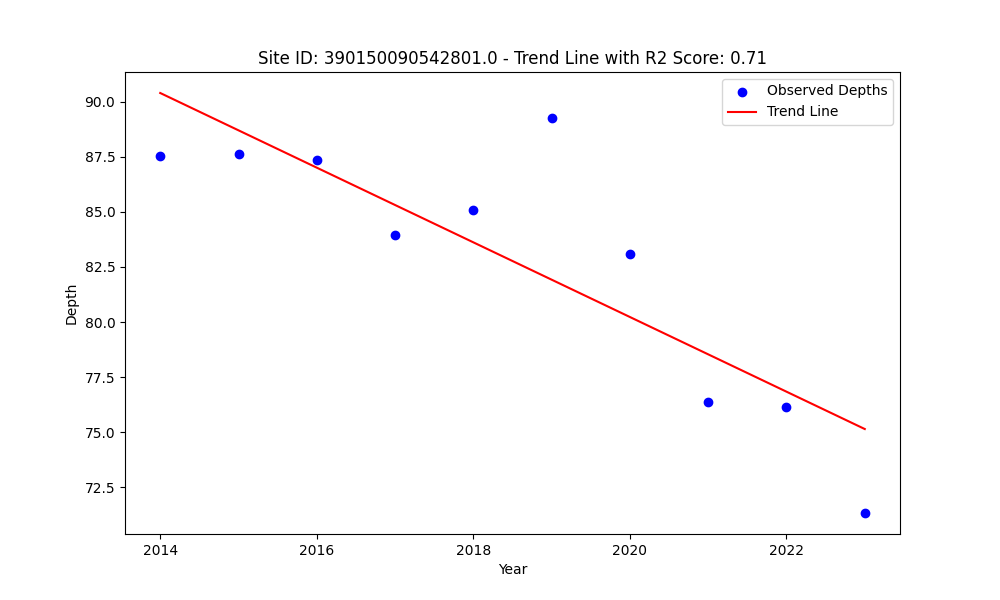 Site ID: 390150090542801.0 - Trend Line with R2 Score: 0.71
Observed Depths
Trend Line
90.0
87.5
85.0
82.5
80.0
77.5
75.0
72.5
Depth
2014
2016
2018
2020
2022
Year